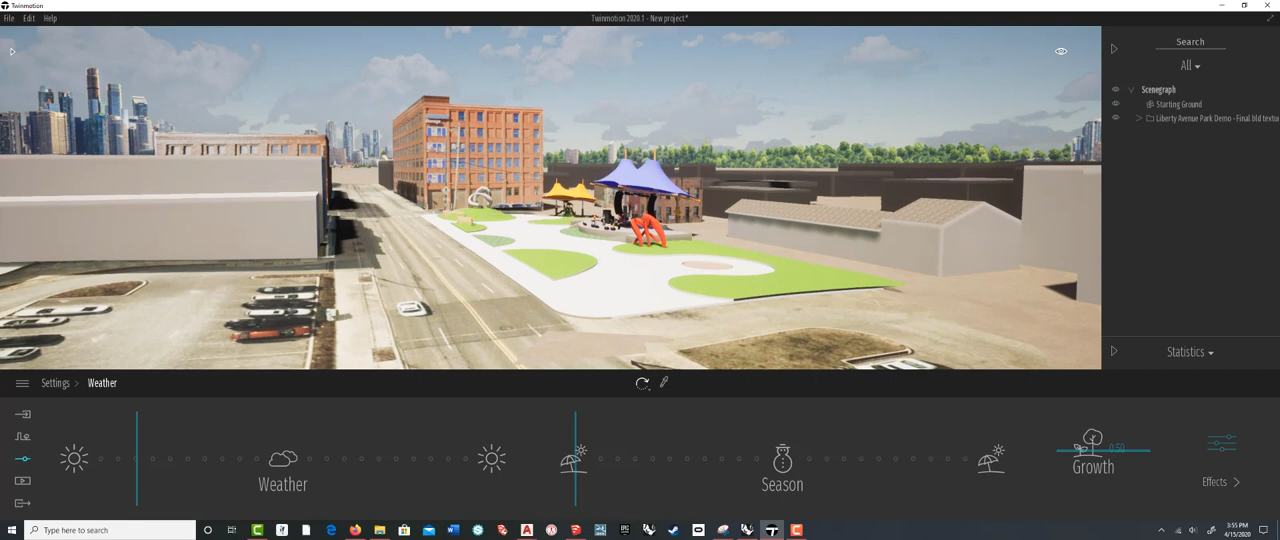 Twinmotion
File Edit Help
Twinmotion 2020.1 - New project*
Search
All
Scenegraph
Starting Ground
Liberty Avenue Park Demo - Final bld textu
Statistics
Settings > Weather
Weather
Season
0.50
Growth
Effects
Type here to search
3:55 PM
4/15/2020